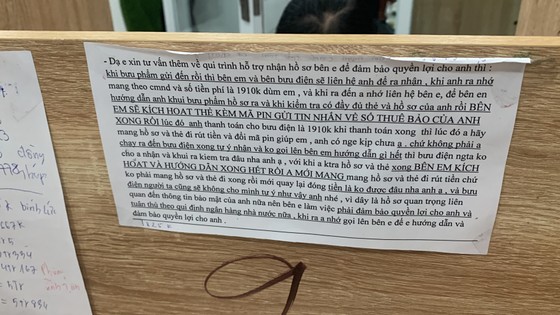 - Dạ e xin tư vấn thêm về qui trình hỗ trợ nhận hồ sơ bên e để đảm bảo quyền lợi cho anh thì :
khi bưu phẩm gửi đến rồi thì bên em và bên bưu điện sẽ liên hệ anh để ra nhận , khi anh ra nhớ
mang theo cmnd và số tiền phí là 1910k dùm em , và khi ra đến a nhớ liên hệ bên e, để bên en
hướng dẫn anh khui bưu phẩm hồ sơ ra và khi kiểm tra có đầy đủ thẻ và hồ sơ của anh rồi BÊN
EM SẼ KÍCH HOẠT THẺ KÈM MÃ PIN GỬI TIN NHẮN VỀ SỐ THUÊ BẢO CỦA ANH
XONG RỒI lúc đó anh thanh toán cho bưu điện là 1910k khi thanh toán xong thì lúc đó a hãy
mang hồ sơ và thẻ đi rút tiền và đổi mã pin giúp em , anh có nge kịp chưa ạ , chứ không phải a
chạy ra đến bưu điện xong tự ý nhận và ko gọi lên bên em hướng dẫn gì hết thì bưu điện ngta ko
cho a nhận và khui ra kiểm tra đâu nha anh ạ, với khi a ktra hồ sơ và thẻ xong BÊN EM KÍCH
HOẠT VÀ HƯỚNG DẪN XONG HẾT RỒI A MỚI MANG mang hồ sơ và thẻ đi rút tiền chứ
ko phải mang hồ sơ và thẻ đi xong rồi mới quay lại đóng tiền là ko được đâu nha anh ạ , và bưu
điện người ta cũng sẽ không cho mình tự ý như vậy anh nhé , vì đây là hồ sơ quan trọng liên
quan đến thông tin bảo mật của anh nữa nên bên e làm việc phải đảm bảo quyền lợi cho anh và
tuân thủ theo qui định ngân hàng nhà nước nữa , khi ra a nhớ gọi lên bên e để e hướng dẫn và
đảm bảo quyền lợi cho anh .